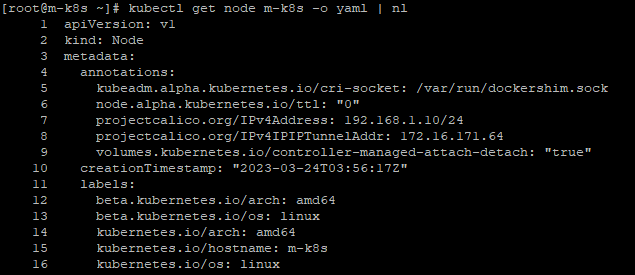 [root@m-k8s ~]# kubectl get node m-k8s -o yaml | nl
1 apiVersion: v1
2 kind: Node
3 metadata:
4 annotations:
5 kubeadm.alpha.kubernetes.io/cri-socket: /var/run/dockershim.sock
6 node.alpha.kubernetes.io/ttl: "0"
7 projectcalico.org/IPv4Address: 192.168.1.10/24
8 projectcalico.org/IPv4IPIPTunnelAddr: 172.16.171.64
9 volumes.kubernetes.io/controller-managed-attach-detach: "true"
10 creationTimestamp: "2023-03-24T03:56:17Z"
11 labels:
12 beta.kubernetes.io/arch: amd64
13 beta.kubernetes.io/os: linux
14 kubernetes.io/arch: amd64
15 kubernetes.io/hostname: m-k8s
16 kubernetes.io/os: linux